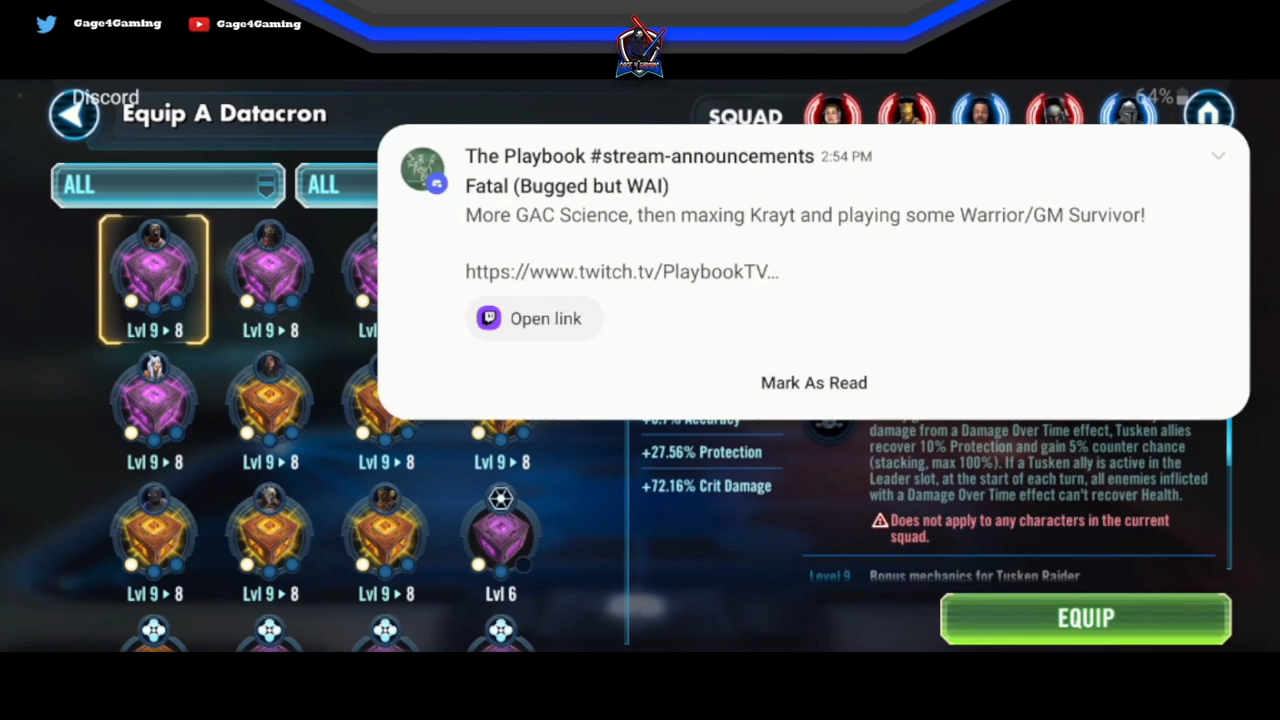 Gage4Gaming
Gage4Gaming
GAGE 4 GAMING
Discord
Equip A Datacron
SQUAD
64%
ALL
ALL
The Playbook #stream-announcements 2:54 PM
Fatal (Bugged but WAI)
More GAC Science, then maxing Krayt and playing some Warrior/GM Survivor!
https://www.twitch.tv/PlaybookTV...
Open link
Mark As Read
Lvl 9 ▸ 8
Lvl 9 ▸ 8
Lvl
Lvl 9 ▸ 8
Lvl 9 ▸ 8
Lvl 9 ▸ 8
Lvl 9 ▸ 8
Lvl 9 ▸ 8
Lvl 9 ▸ 8
Lvl 9 ▸ 8
Lvl 6
Accuracy
+27.56% Protection
+72.16% Crit Damage
damage from a Damage Over Time effect, Tusken allies
recover 10% Protection and gain 5% counter chance
(stacking, max 100%). If a Tusken ally is active in the
Leader slot, at the start of each turn, all enemies inflicted
with a Damage Over Time effect can't recover Health.
Does not apply to any characters in the current
squad.
Level 9 Bonus mechanics for Tusken Raider
EQUIP